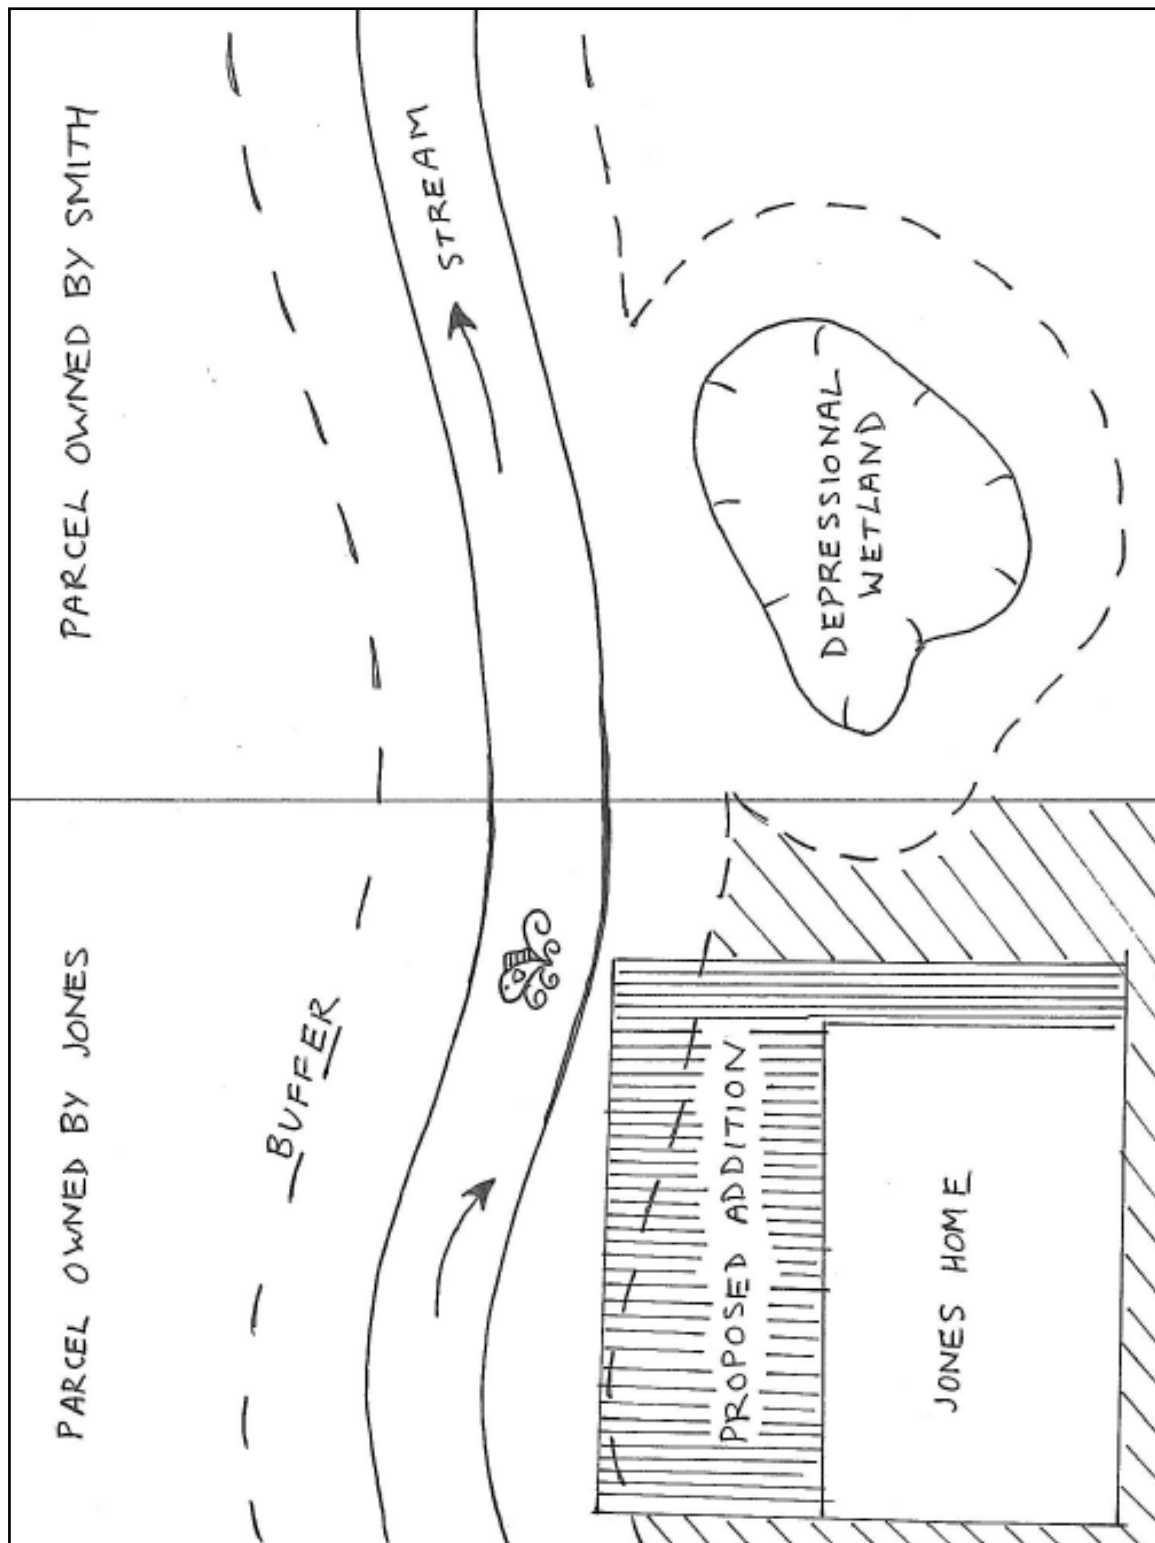 PARCEL OWNED BY SMITH
STREAM
DEPRESSIONAL
WETLAND
PARCEL OWNED BY JONES
BUFFER
PROPOSED ADDITION
JONES HOME